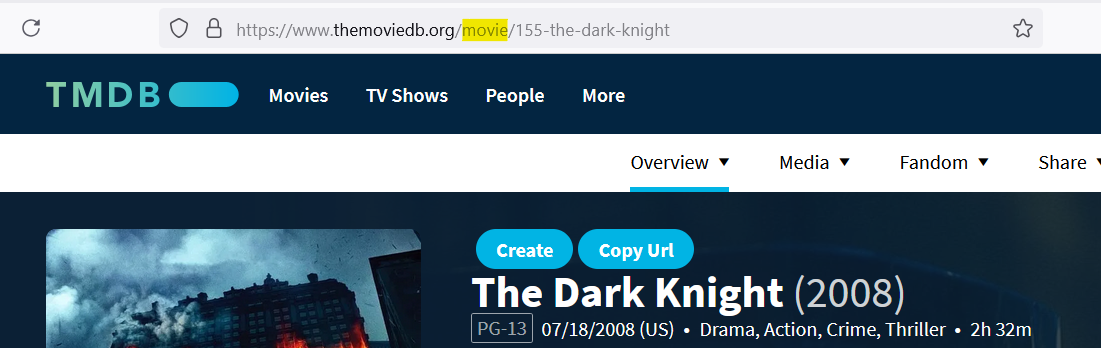 https://www.themoviedb.org/movie/155-the-dark-knight
TMDB Movies TV Shows People More
Overview Media Fandom Share
Create Copy Url
The Dark Knight (2008)
PG-13 07/18/2008 (US) • Drama, Action, Crime, Thriller • 2h 32m